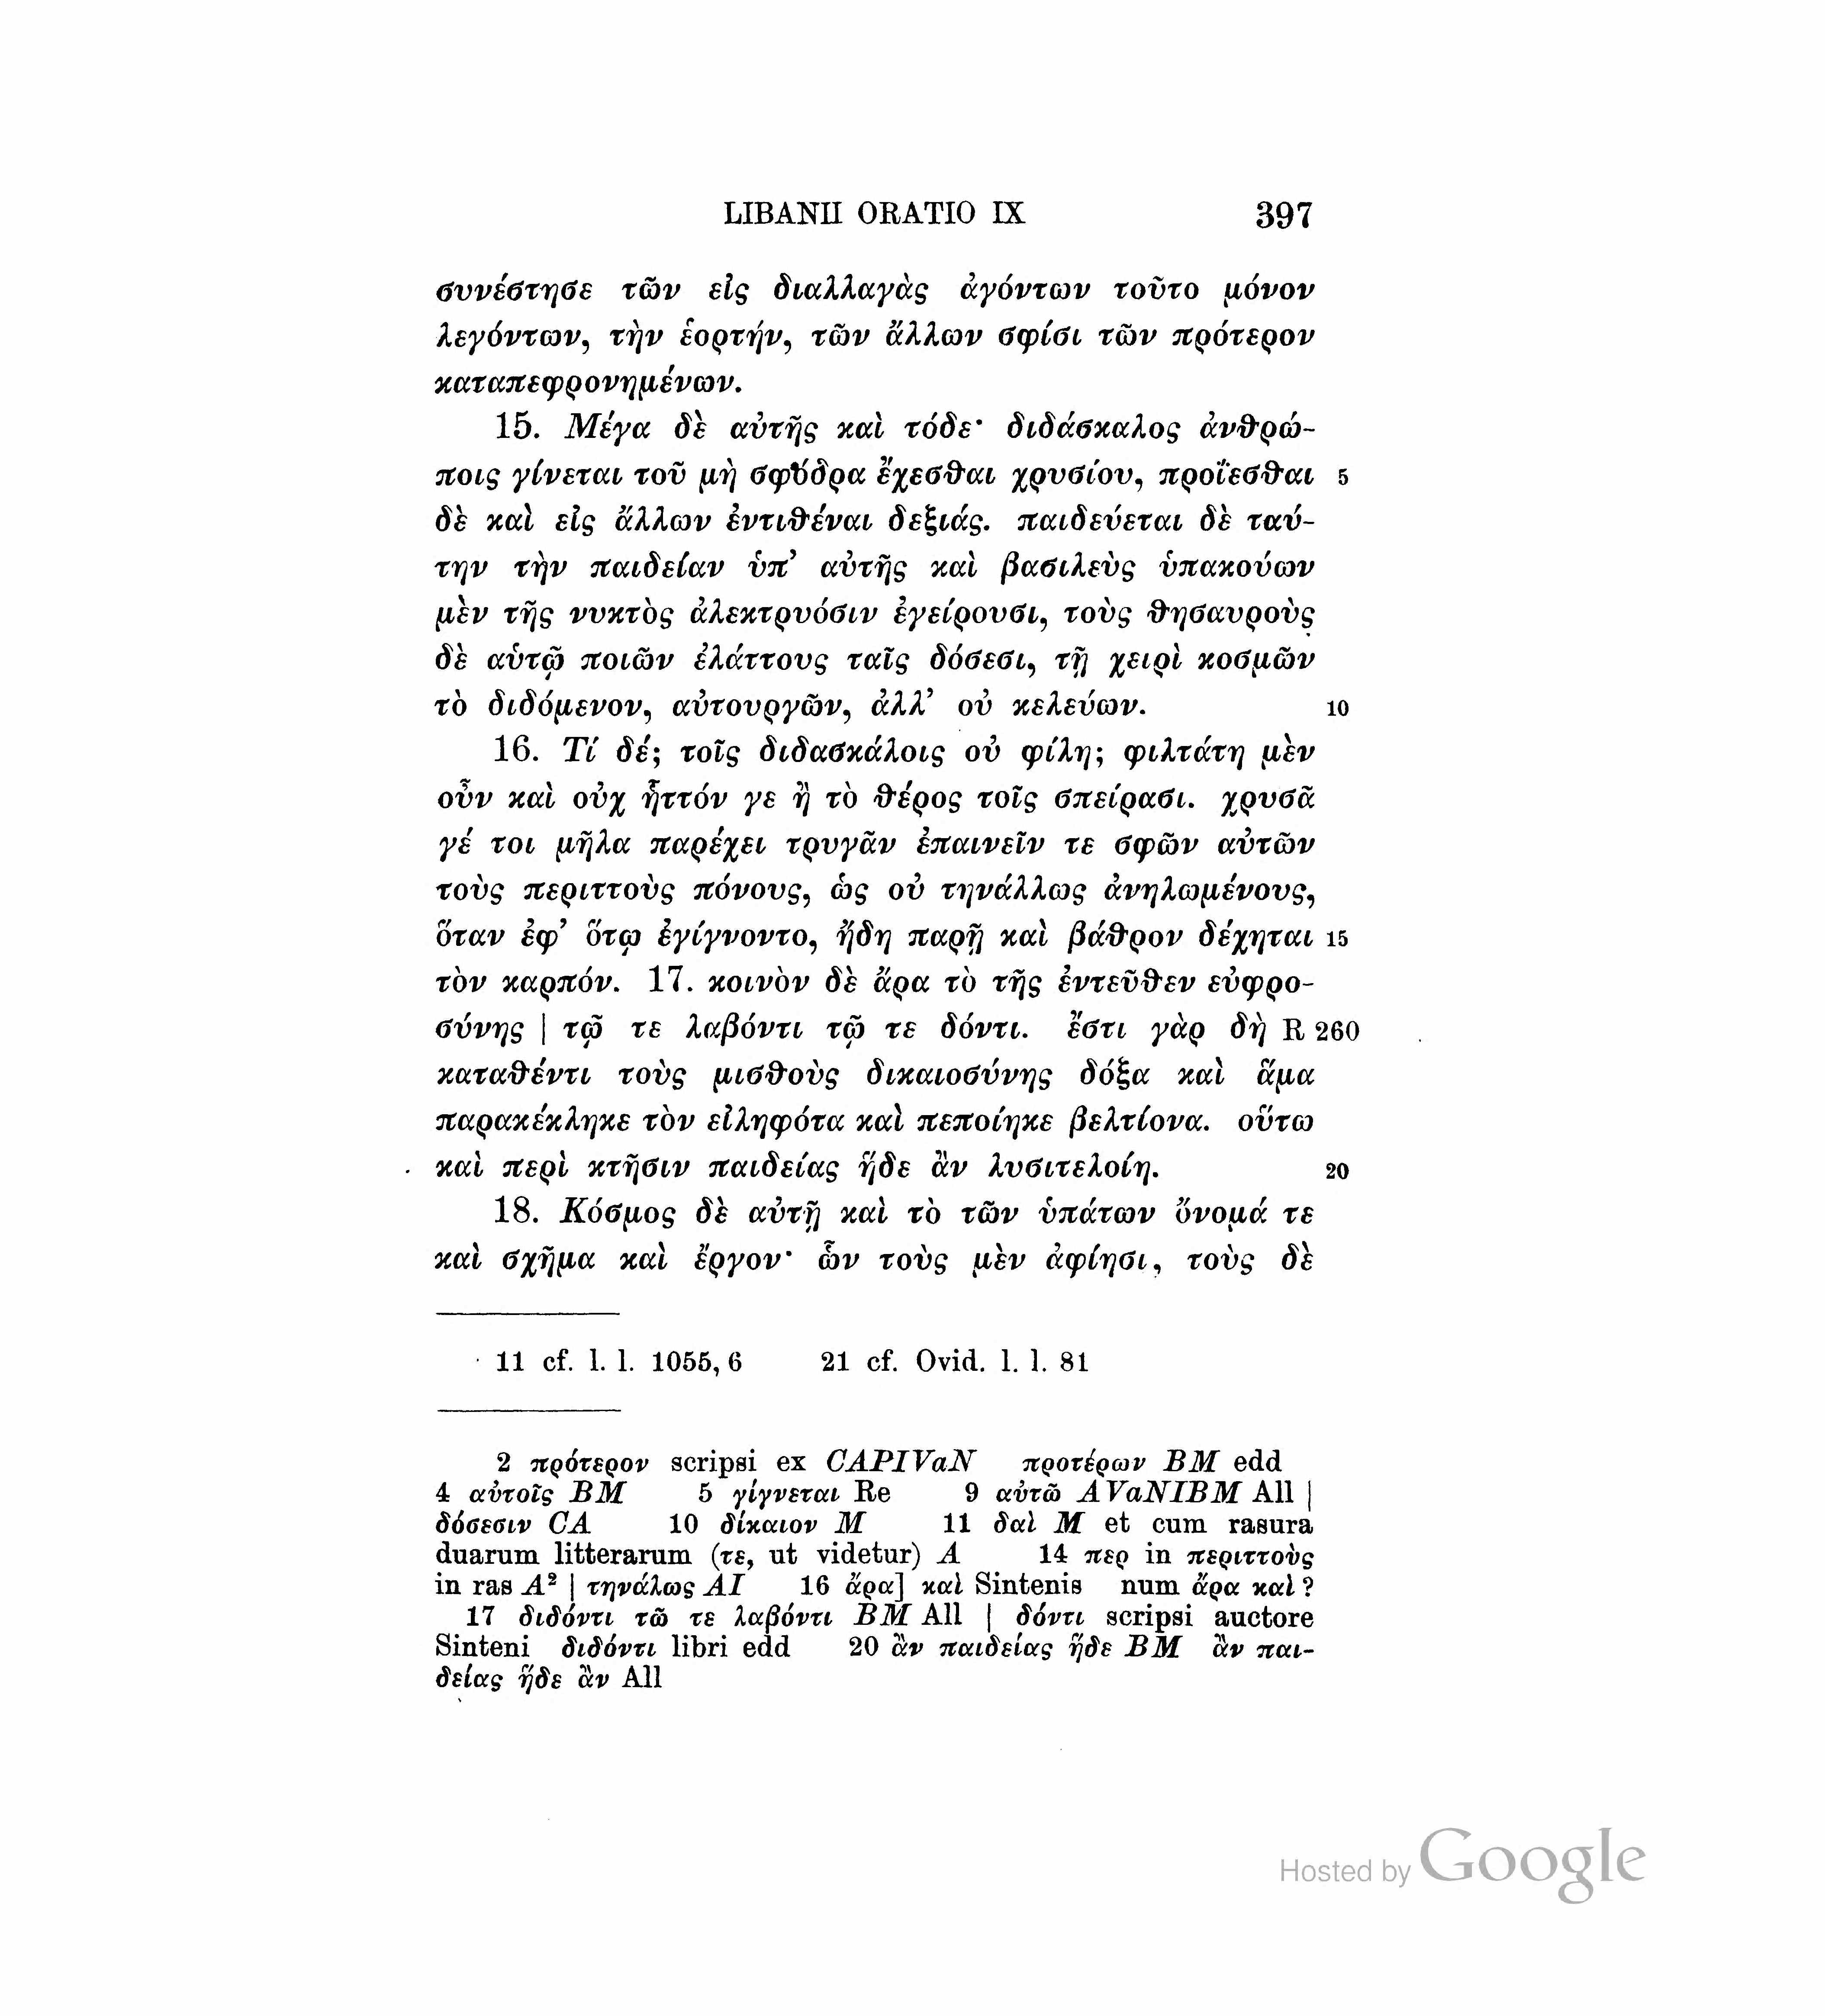 LIBANII ORATIO IX 397
συνέστησε τῶν εἰς διαλλαγὰς ἀγόντων τοῦτο μόνον
λεγόντων, τὴν ἑορτήν, τῶν ἄλλων σφίσι τῶν πρότερον
καταπεφρονημένων.
15. Μέγα δὲ αὐτῆς καὶ τόδε· διδάσκαλος ἀνθρώ-
ποις γίνεται τοῦ μὴ σφόδρα ἔχεσθαι χρυσίου, προΐεσθαι 5
δὲ καὶ εἰς ἄλλων ἐντιθέναι δεξιάς. παιδεύεται δὲ ταύ-
την τὴν παιδείαν ὑπ’ αὐτῆς καὶ βασιλεὺς ὑπακούων
μὲν τῆς νυκτὸς ἀλεκτρυόσιν ἐγείρουσι, τοὺς θησαυροὺς
δὲ αὑτῷ ποιῶν ἐλάττους ταῖς δόσεσι, τῇ χειρὶ κοσμῶν
τὸ διδόμενον, αὐτουργῶν, ἀλλ’ οὐ κελεύων. 10
16. Τί δέ; τοῖς διδασκάλοις οὐ φίλη; φιλτάτη μὲν
οὖν καὶ οὐχ ἧττόν γε ἢ τὸ θέρος τοῖς σπείρασι. χρυσᾶ
γέ τοι μῆλα παρέχει τρυγᾶν ἐπαινεῖν τε σφῶν αὐτῶν
τοὺς περιττοὺς πόνους, ὡς οὐ τηνάλλως ἀνηλωμένους,
ὅταν ἐφ’ ὅτῳ ἐγίγνοντο, ἤδη παρῇ καὶ βάθρον δέχηται 15
τὸν καρπόν. 17. κοινὸν δὲ ἄρα τὸ τῆς ἐντεῦθεν εὐφρο-
σύνης | τῷ τε λαβόντι τῷ τε δόντι. ἔστι γὰρ δὴ R 260
καταθέντι τοὺς μισθοὺς δικαιοσύνης δόξα καὶ ἅμα
παρακέκληκε τὸν εἰληφότα καὶ πεποίηκε βελτίονα. οὕτω
καὶ περὶ κτῆσιν παιδείας ἥδε ἂν λυσιτελοίη. 20
18. Κόσμος δὲ αὐτῇ καὶ τὸ τῶν ὑπάτων ὄνομά τε
καὶ σχῆμα καὶ ἔργον· ὧν τοὺς μὲν ἀφίησι, τοὺς δὲ
11 cf. l. l. 1055, 6 21 cf. Ovid. l. l. 81
2 πρότερον scripsi ex CAPIVaN προτέρων BM edd
4 αὐτοῖς BM 5 γίγνεται Re 9 αὐτῶ AVaNIBM All |
δόσεσιν CA 10 δίκαιον M 11 δαὶ M et cum rasura
duarum litterarum (τε, ut videtur) A 14 περ in περιττοὺς
in ras A² | τηνάλως AI 16 ἄρα] καὶ Sintenis num ἄρα καὶ?
17 διδόντι τῶ τε λαβόντι BM All | δόντι scripsi auctore
Sinteni διδόντι libri edd 20 ἂν παιδείας ἥδε BM ἂν παι-
δείας ἥδε ἂν All
Hosted by Google